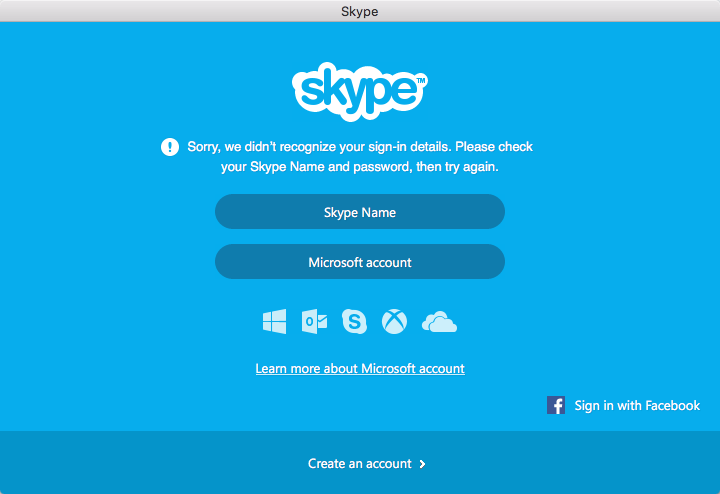 Skype
skype™
Sorry, we didn't recognize your sign-in details. Please check
your Skype Name and password, then try again.
Skype Name
Microsoft account
Learn more about Microsoft account
Sign in with Facebook
Create an account